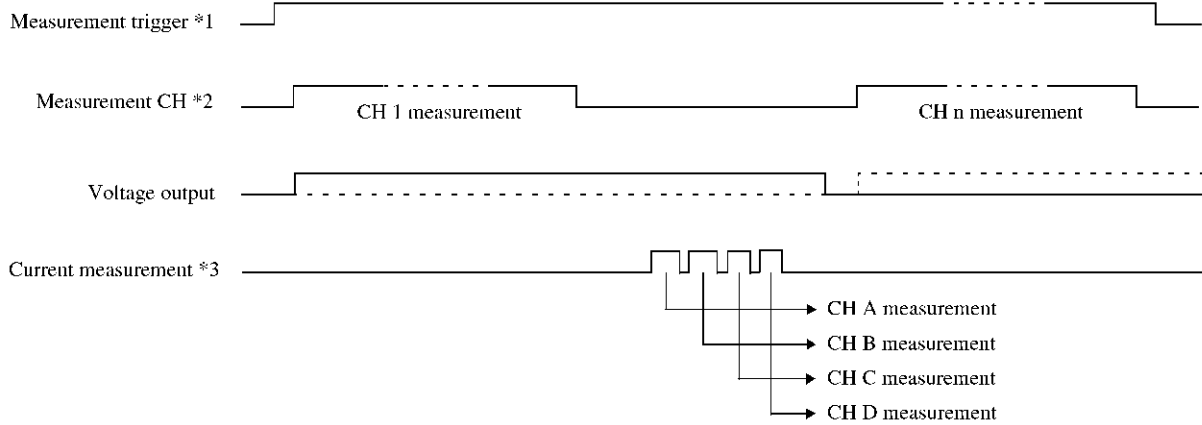 Measurement trigger *1
Measurement CH *2
CH 1 measurement
CH n measurement
Voltage output
Current measurement *3
CH A measurement
CH B measurement
CH C measurement
CH D measurement